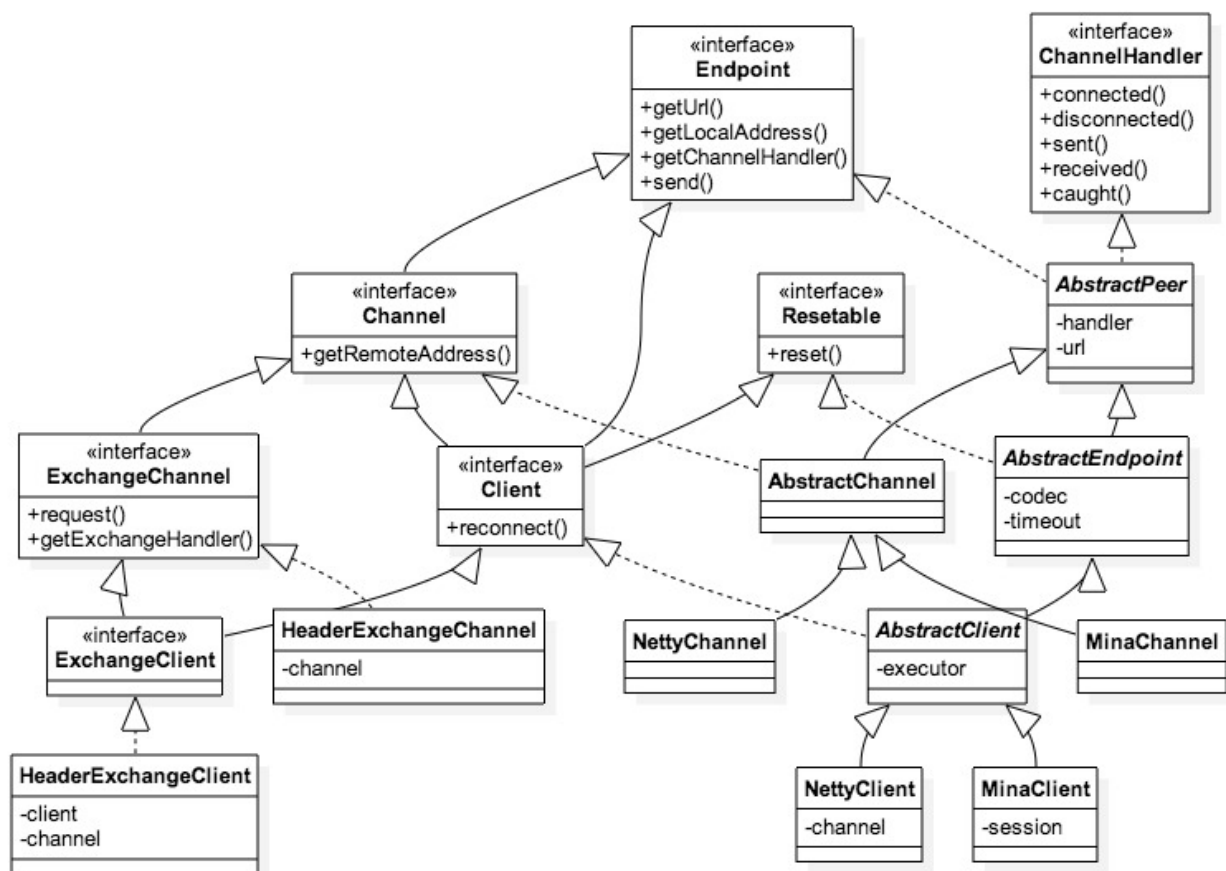 «interface»
Endpoint
+getUrl()
+getLocalAddress()
+getChannelHandler()
+send()
«interface»
ChannelHandler
+connected()
+disconnected()
+sent()
+received()
+caught()
«interface»
Channel
+getRemoteAddress()
«interface»
Resetable
+reset()
AbstractPeer
-handler
-url
«interface»
ExchangeChannel
+request()
+getExchangeHandler()
«interface»
Client
+reconnect()
AbstractChannel
AbstractEndpoint
-codec
-timeout
«interface»
ExchangeClient
HeaderExchangeChannel
-channel
NettyChannel
AbstractClient
-executor
MinaChannel
HeaderExchangeClient
-client
-channel
NettyClient
-channel
MinaClient
-session